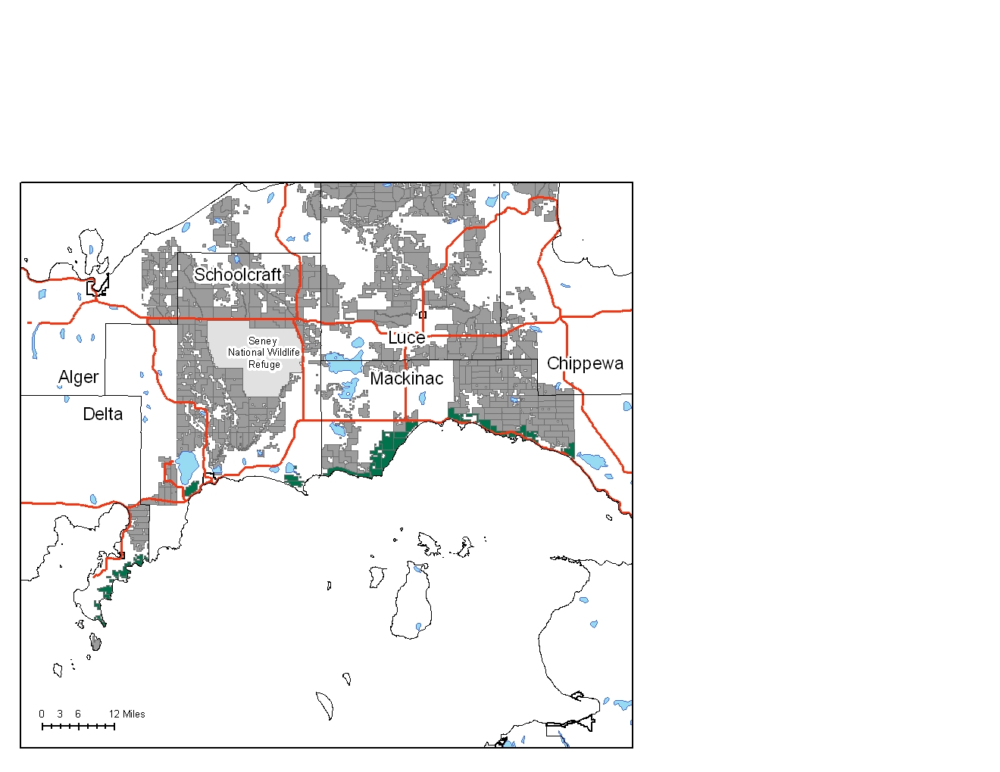 Schoolcraft
Seney
National Wildlife
Refuge
Luce
Chippewa
Alger
Mackinac
Delta
0 3 6 12 Miles